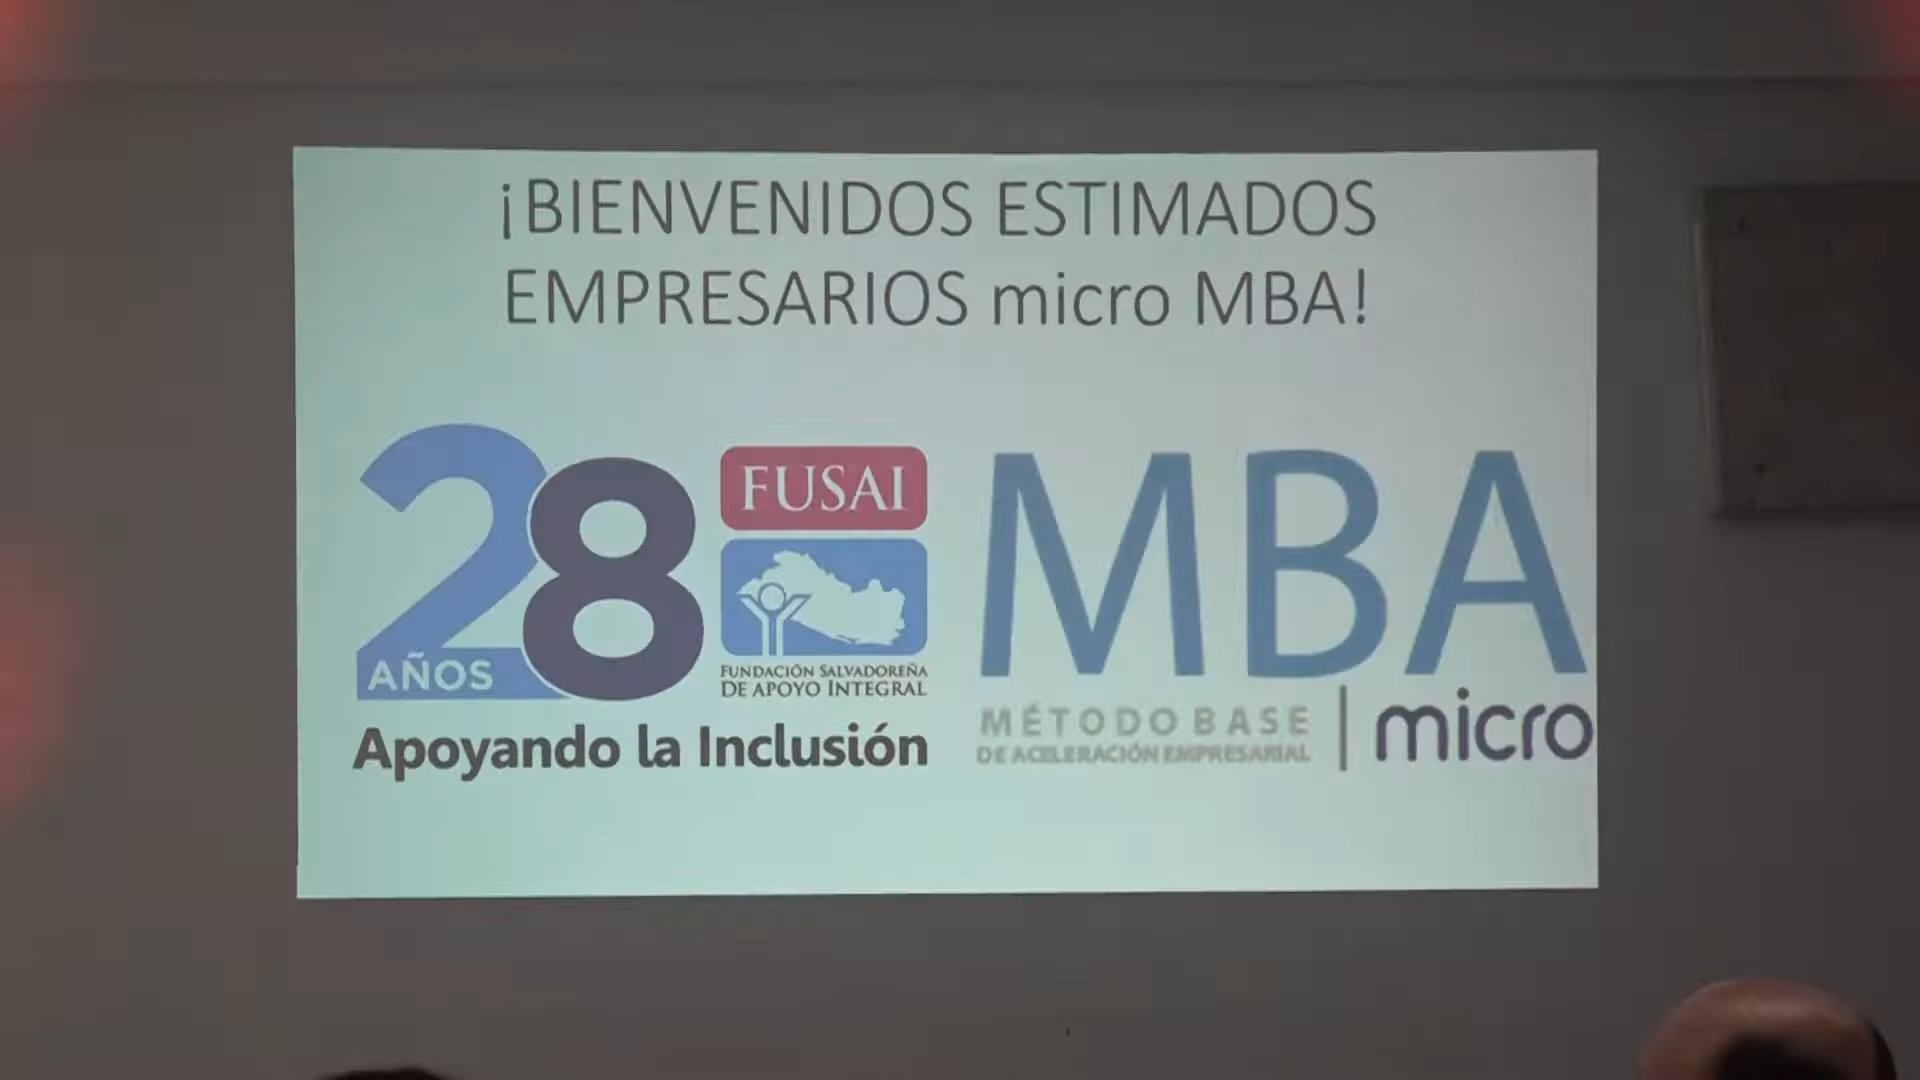 ¡BIENVENIDOS ESTIMADOS
EMPRESARIOS micro MBA!
28
AÑOS
FUSAI
FUNDACIÓN SALVADOREÑA
DE APOYO INTEGRAL
Apoyando la Inclusión
MBA
MÉTODO BASE
DE ACELERACIÓN EMPRESARIAL
micro